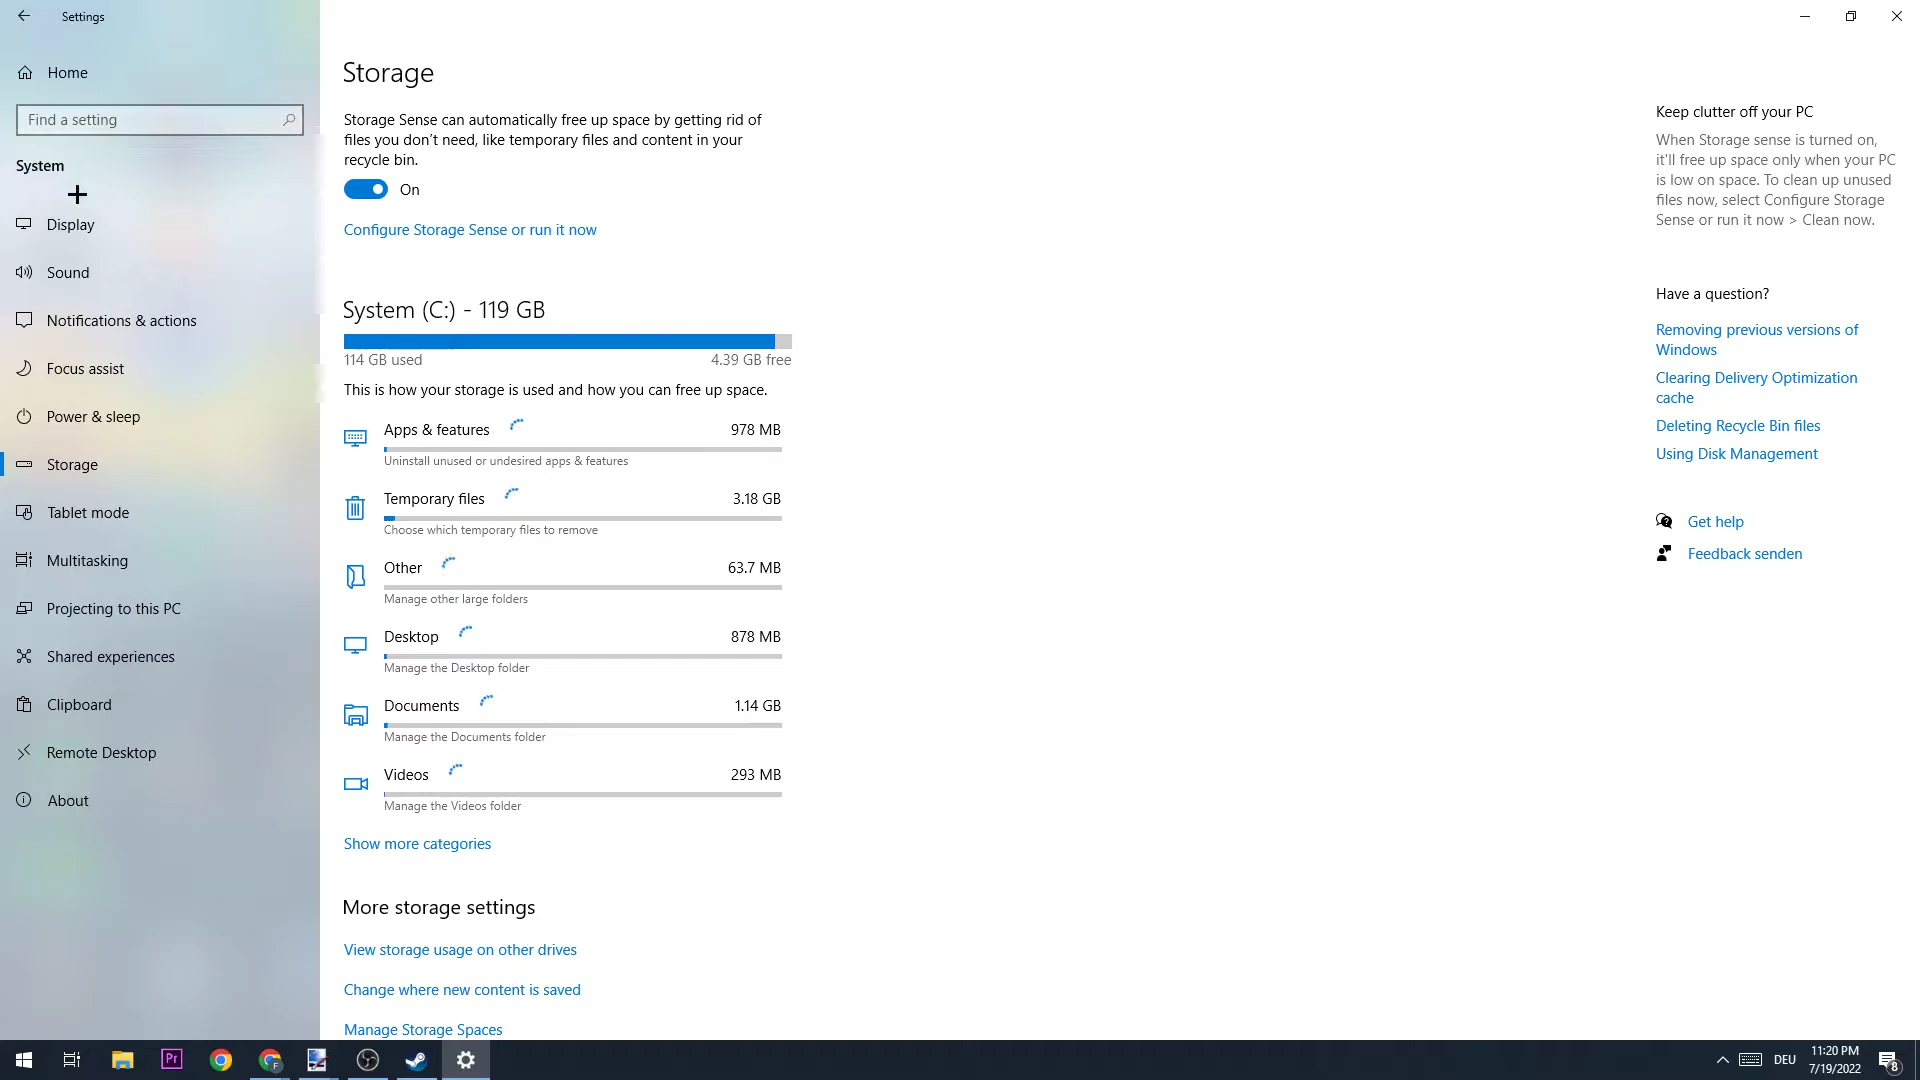 Settings
Home
Find a setting
System
Display
Sound
Notifications & actions
Focus assist
Power & sleep
Storage
Tablet mode
Multitasking
Projecting to this PC
Shared experiences
Clipboard
Remote Desktop
About
Storage
Storage Sense can automatically free up space by getting rid of
files you don’t need, like temporary files and content in your
recycle bin.
On
Configure Storage Sense or run it now
System (C:) - 119 GB
114 GB used
4.39 GB free
This is how your storage is used and how you can free up space.
Apps & features
978 MB
Uninstall unused or undesired apps & features
Temporary files
3.18 GB
Choose which temporary files to remove
Other
63.7 MB
Manage other large folders
Desktop
878 MB
Manage the Desktop folder
Documents
1.14 GB
Manage the Documents folder
Videos
293 MB
Manage the Videos folder
Show more categories
More storage settings
View storage usage on other drives
Change where new content is saved
Manage Storage Spaces
Keep clutter off your PC
When Storage sense is turned on,
it'll free up space only when your PC
is low on space. To clean up unused
files now, select Configure Storage
Sense or run it now > Clean now.
Have a question?
Removing previous versions of
Windows
Clearing Delivery Optimization
cache
Deleting Recycle Bin files
Using Disk Management
Get help
Feedback senden
Pr
F
DEU
11:20 PM
7/19/2022
8